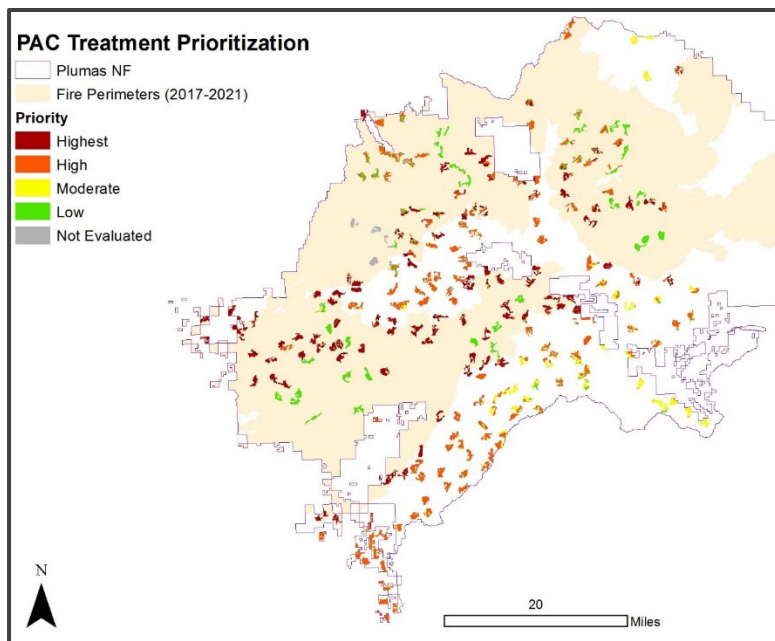 PAC Treatment Prioritization
Plumas NF
Fire Perimeters (2017-2021)
Priority
Highest
High
Moderate
Low
Not Evaluated
N
20
Miles